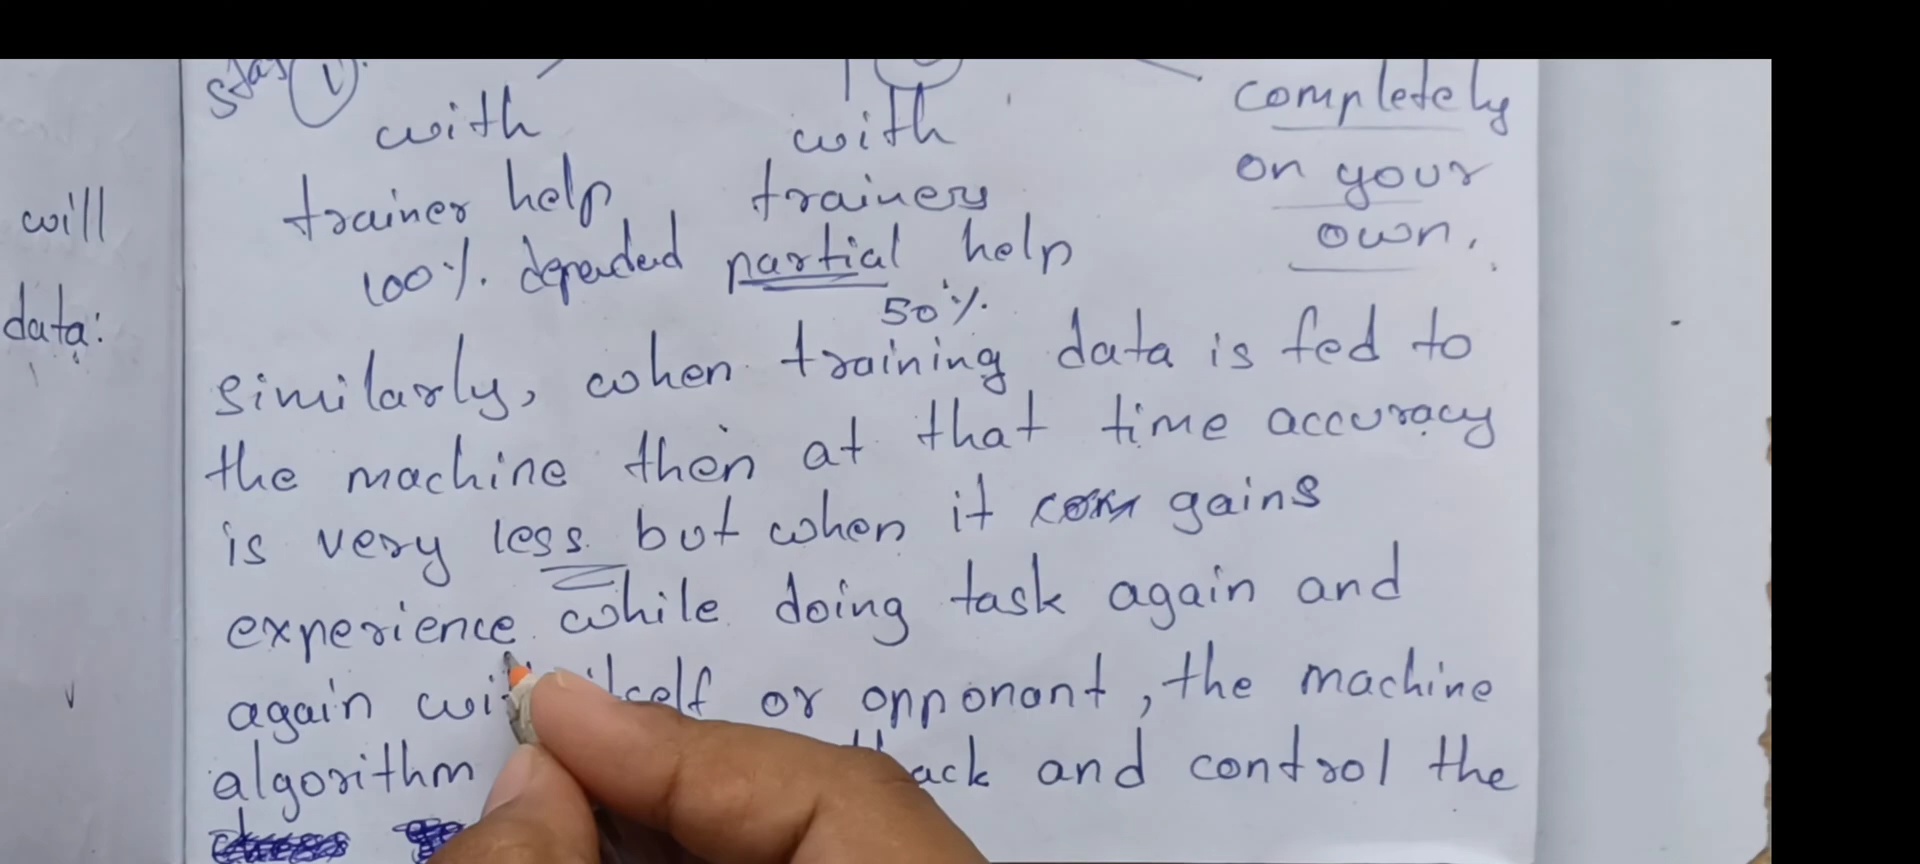 will
data:
with with completely
trainer help trainers on your
100%. depended partial help own.
50%.
similarly, when training data is fed to
the machine then at that time accuracy
is very less but when it gains
experience while doing task again and
again itself or opponant, the machine
algorithm and control the